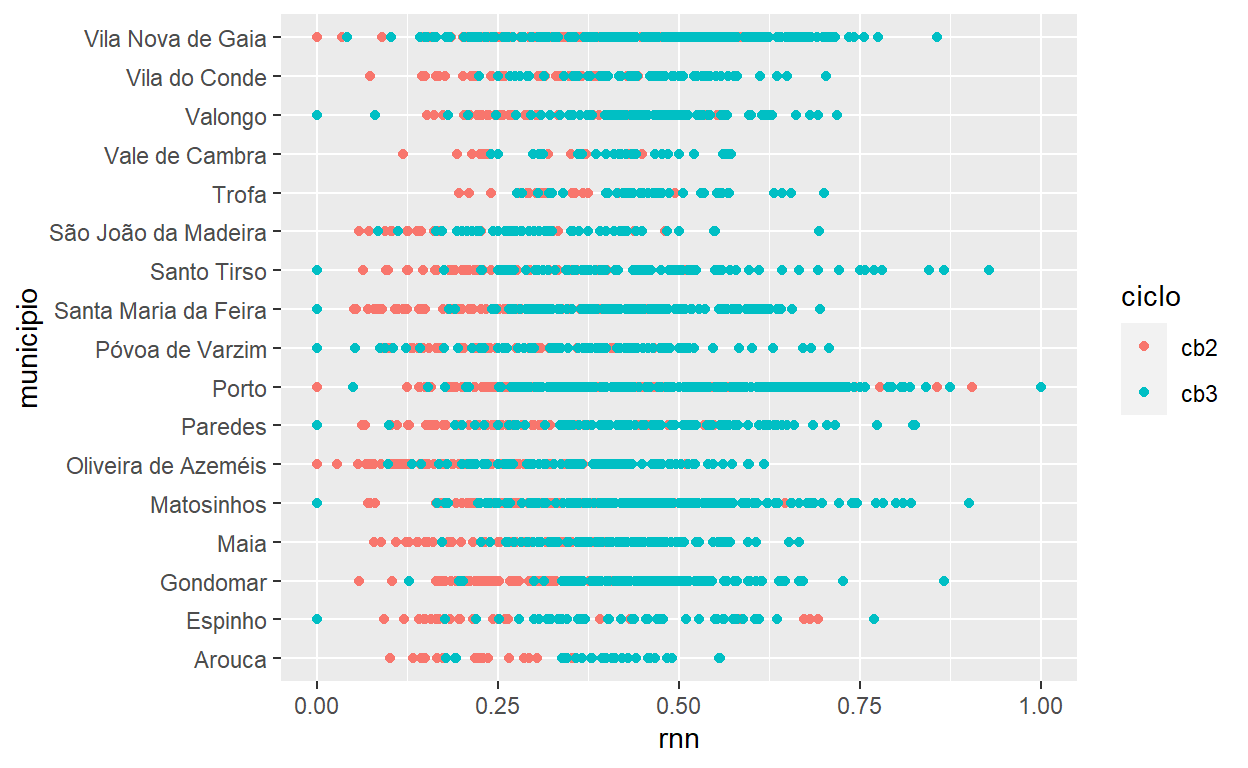 Vila Nova de Gaia
Vila do Conde
Valongo
Vale de Cambra
Trofa
São João da Madeira
Santo Tirso
Santa Maria da Feira
Póvoa de Varzim
Porto
Paredes
Oliveira de Azeméis
Matosinhos
Maia
Gondomar
Espinho
Arouca
municipio
0.00 0.25 0.50 0.75 1.00
rnn
ciclo
cb2
cb3